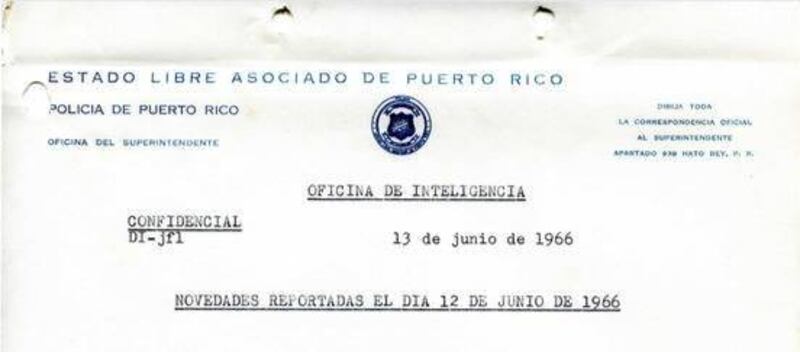 ESTADO LIBRE ASOCIADO DE PUERTO RICO
POLICIA DE PUERTO RICO
OFICINA DEL SUPERINTENDENTE
DIRIJA TODA
LA CORRESPONDENCIA OFICIAL
AL SUPERINTENDENTE
APARTADO 939 HATO REY, P. R.
OFICINA DE INTELIGENCIA
CONFIDENCIAL
DI-jfl
13 de junio de 1966
NOVEDADES REPORTADAS EL DIA 12 DE JUNIO DE 1966